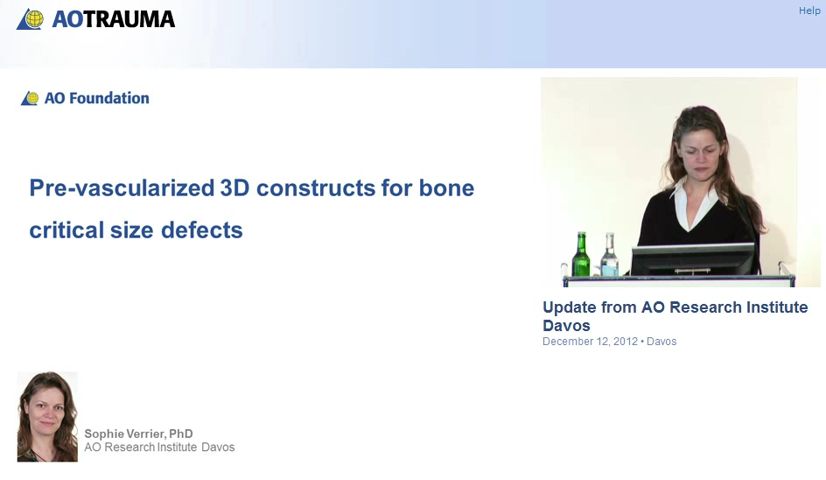 AOTRAUMA
Help
AO Foundation
Pre-vascularized 3D constructs for bone
critical size defects
Update from AO Research Institute
Davos
December 12, 2012 • Davos
Sophie Verrier, PhD
AO Research Institute Davos